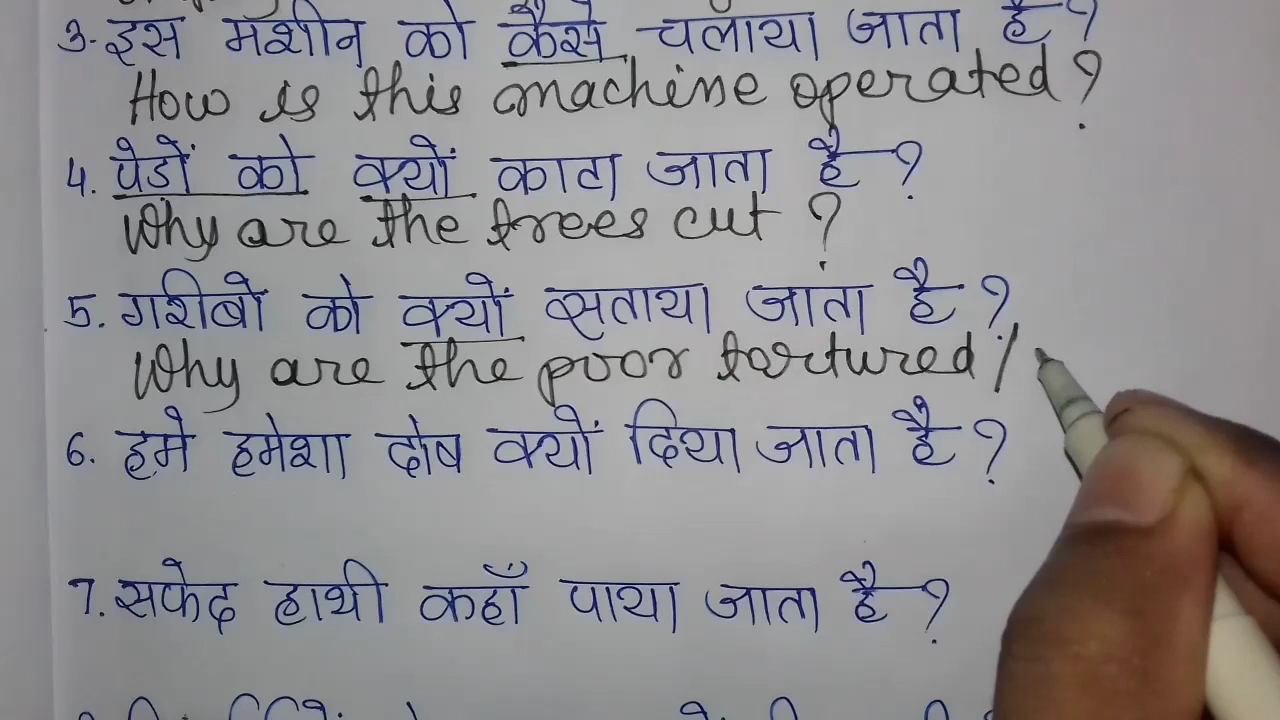 3. इस मशीन को कैसे चलाया जाता है?
How is this machine operated?
4. पेडों को क्यों काटा जाता है?
Why are the trees cut?
5. गरीबो को क्यों सताया जाता है?
Why are the poor tortured
6. हमे हमेशा दोष क्यों दिया जाता है?
7. सफेद हाथी कहाँ पाया जाता है?